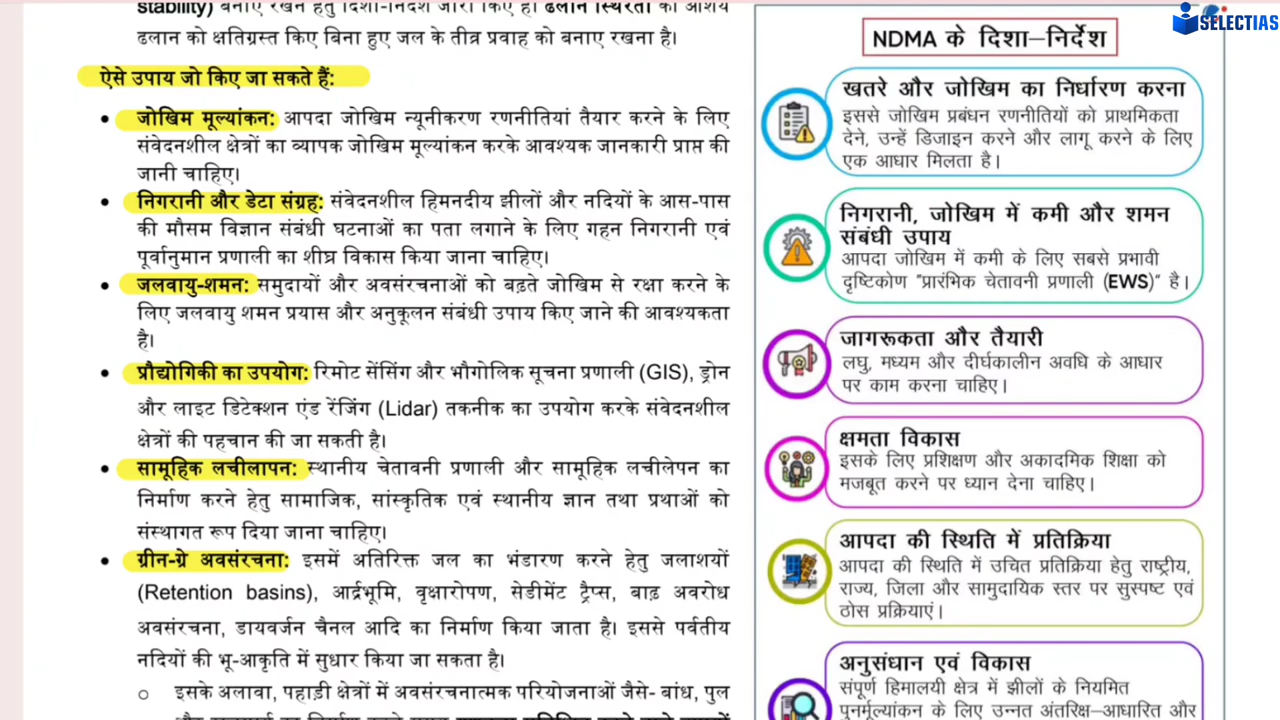 stability) बनाए रखने हेतु दिशा-निर्देश जारी किए हैं। ढलान स्थिरता का आशय
ढलान को क्षतिग्रस्त किए बिना हुए जल के तीव्र प्रवाह को बनाए रखना है।
ऐसे उपाय जो किए जा सकते हैं:
• जोखिम मूल्यांकन: आपदा जोखिम न्यूनीकरण रणनीतियां तैयार करने के लिए
संवेदनशील क्षेत्रों का व्यापक जोखिम मूल्यांकन करके आवश्यक जानकारी प्राप्त की
जानी चाहिए।
• निगरानी और डेटा संग्रह: संवेदनशील हिमनदीय झीलों और नदियों के आस-पास
की मौसम विज्ञान संबंधी घटनाओं का पता लगाने के लिए गहन निगरानी एवं
पूर्वानुमान प्रणाली का शीघ्र विकास किया जाना चाहिए।
• जलवायु-शमन: समुदायों और अवसंरचनाओं को बढ़ते जोखिम से रक्षा करने के
लिए जलवायु शमन प्रयास और अनुकूलन संबंधी उपाय किए जाने की आवश्यकता
है।
• प्रौद्योगिकी का उपयोग: रिमोट सेंसिंग और भौगोलिक सूचना प्रणाली (GIS), ड्रोन
और लाइट डिटेक्शन एंड रेंजिंग (Lidar) तकनीक का उपयोग करके संवेदनशील
क्षेत्रों की पहचान की जा सकती है।
• सामूहिक लचीलापन: स्थानीय चेतावनी प्रणाली और सामूहिक लचीलेपन का
निर्माण करने हेतु सामाजिक, सांस्कृतिक एवं स्थानीय ज्ञान तथा प्रथाओं को
संस्थागत रूप दिया जाना चाहिए।
• ग्रीन-ग्रे अवसंरचना: इसमें अतिरिक्त जल का भंडारण करने हेतु जलाशयों
(Retention basins), आर्द्रभूमि, वृक्षारोपण, सेडीमेंट ट्रैप्स, बाढ़ अवरोध
अवसंरचना, डायवर्जन चैनल आदि का निर्माण किया जाता है। इससे पर्वतीय
नदियों की भू-आकृति में सुधार किया जा सकता है।
○ इसके अलावा, पहाड़ी क्षेत्रों में अवसंरचनात्मक परियोजनाओं जैसे- बांध, पुल
SELECTIAS
NDMA के दिशा–निर्देश
खतरे और जोखिम का निर्धारण करना
इससे जोखिम प्रबंधन रणनीतियों को प्राथमिकता
देने, उन्हें डिजाइन करने और लागू करने के लिए
एक आधार मिलता है।
निगरानी, जोखिम में कमी और शमन
संबंधी उपाय
आपदा जोखिम में कमी के लिए सबसे प्रभावी
दृष्टिकोण "प्रारंभिक चेतावनी प्रणाली (EWS)" है।
जागरूकता और तैयारी
लघु, मध्यम और दीर्घकालीन अवधि के आधार
पर काम करना चाहिए।
क्षमता विकास
इसके लिए प्रशिक्षण और अकादमिक शिक्षा को
मजबूत करने पर ध्यान देना चाहिए।
आपदा की स्थिति में प्रतिक्रिया
आपदा की स्थिति में उचित प्रतिक्रिया हेतु राष्ट्रीय,
राज्य, जिला और सामुदायिक स्तर पर सुस्पष्ट एवं
ठोस प्रक्रियाएं।
अनुसंधान एवं विकास
संपूर्ण हिमालयी क्षेत्र में झीलों के नियमित
पुनर्मूल्यांकन के लिए उन्नत अंतरिक्ष–आधारित और